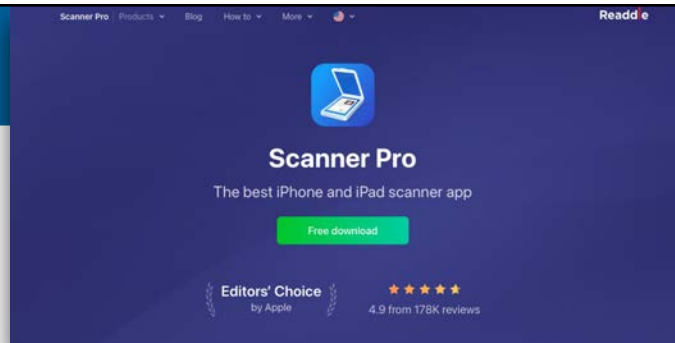 Scanner Pro Products Blog How to More Readdle
Scanner Pro
The best iPhone and iPad scanner app
Free download
Editors' Choice
by Apple
4.9 from 178K reviews